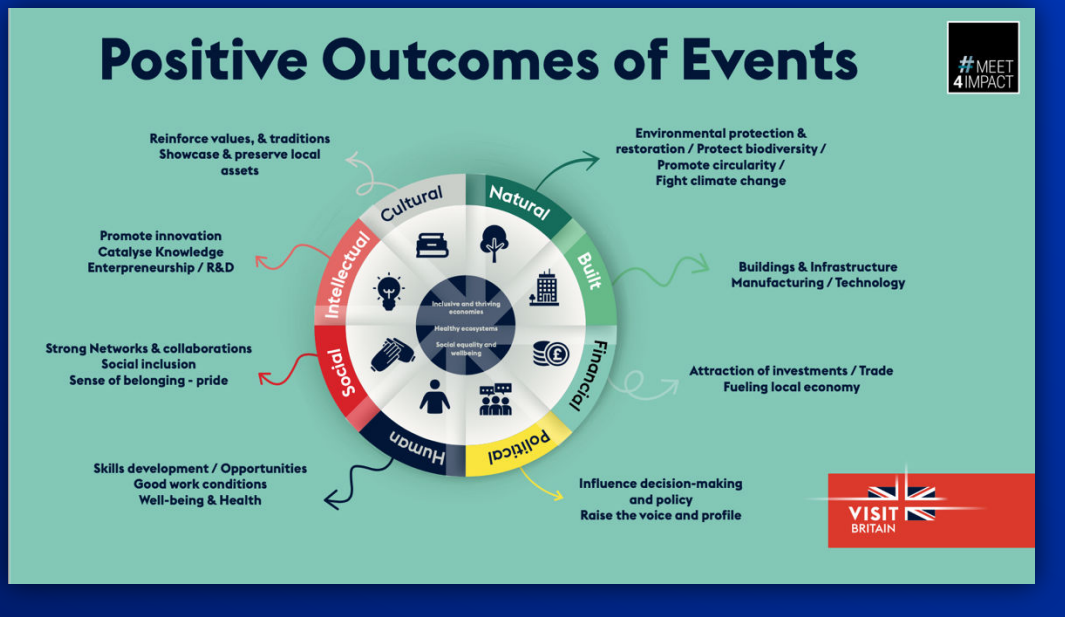 Positive Outcomes of Events
#MEET
4IMPACT
Reinforce values, & traditions
Showcase & preserve local
assets
Environmental protection &
restoration / Protect biodiversity /
Promote circularity /
Fight climate change
Cultural
Natural
Promote innovation
Catalyse Knowledge
Enterpreneurship / R&D
Intellectual
Built
Buildings & Infrastructure
Manufacturing / Technology
Inclusive and thriving
economies
Healthy ecosystems
Social equality and
wellbeing
Strong Networks & collaborations
Social inclusion
Sense of belonging - pride
Social
£
Financial
Attraction of investments / Trade
Fueling local economy
Human
Political
Skills development / Opportunities
Good work conditions
Well-being & Health
Influence decision-making
and policy
Raise the voice and profile
VISIT
BRITAIN